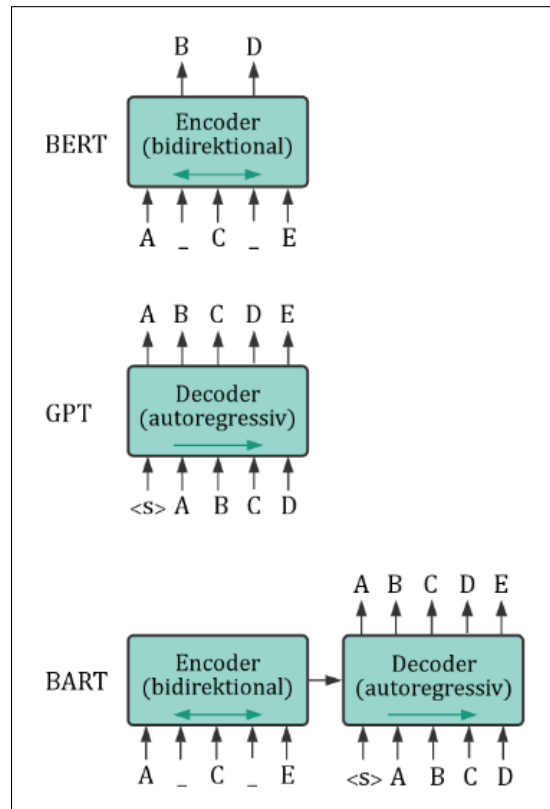 B D
Encoder
BERT (bidirektional)
A _ C _ E
A B C D E
Decoder
GPT (autoregressiv)
<s> A B C D
A B C D E
Encoder Decoder
BART (bidirektional) (autoregressiv)
A _ C _ E <s> A B C D